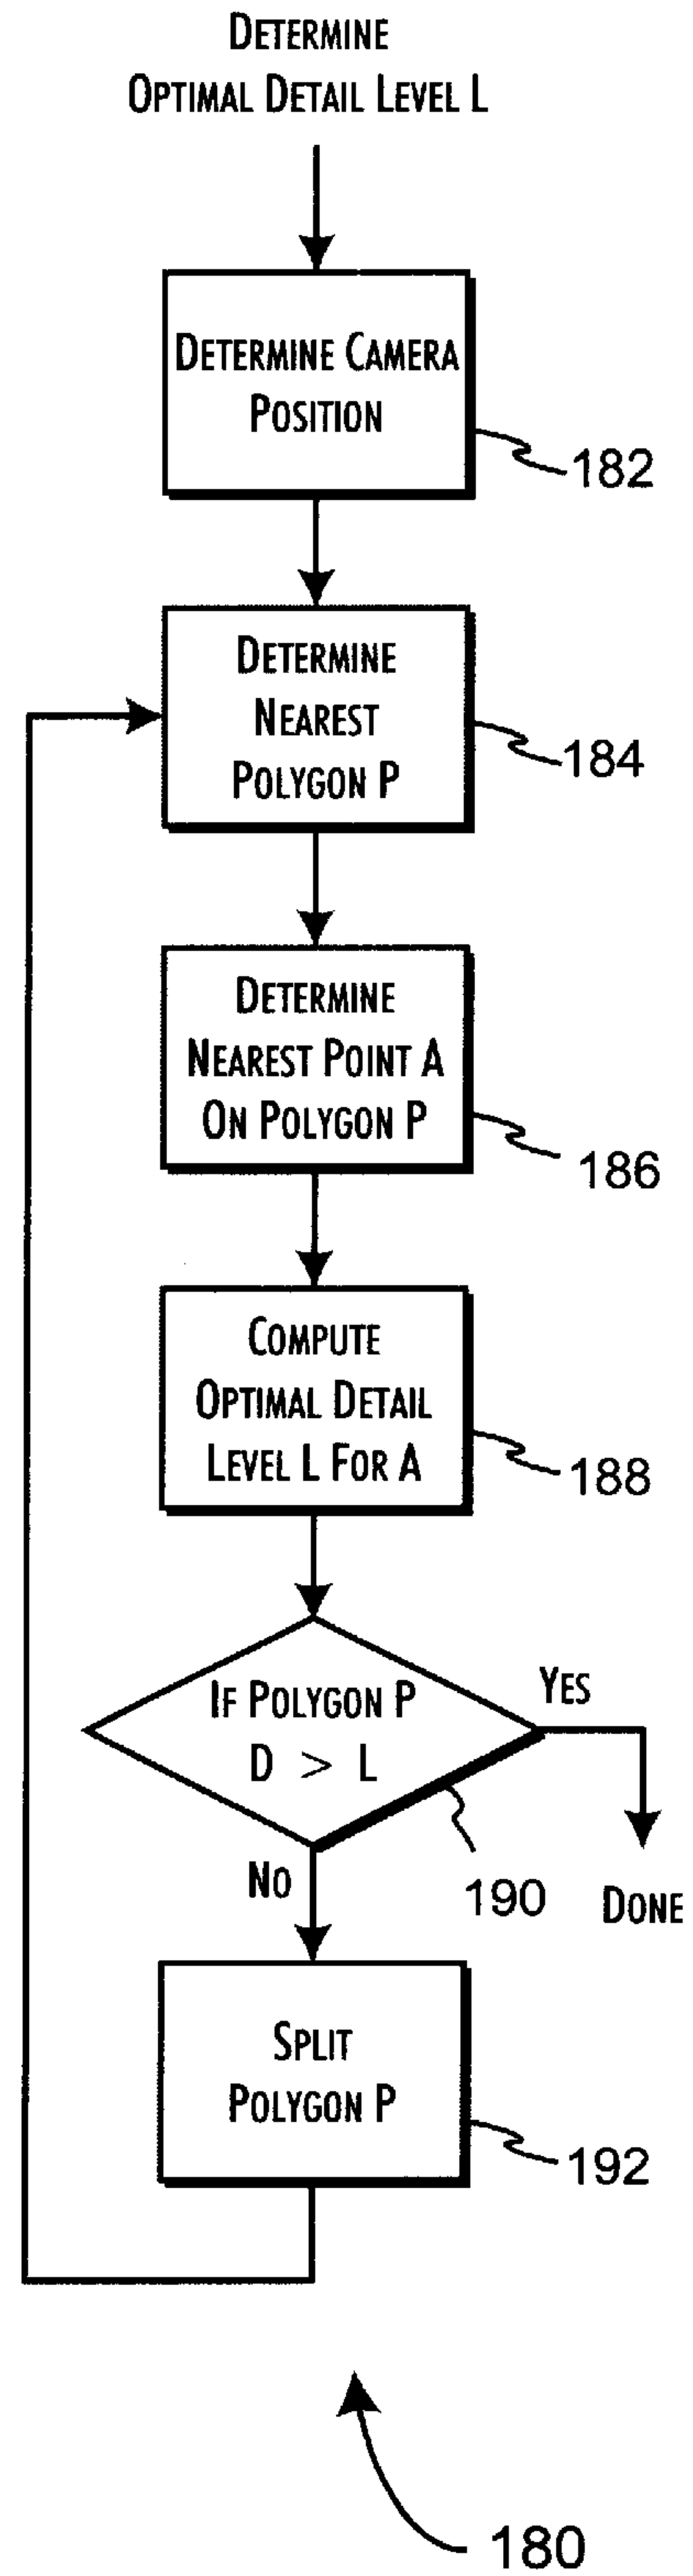 DETERMINE
OPTIMAL DETAIL LEVEL L
DETERMINE CAMERA
POSITION
182
DETERMINE
NEAREST
POLYGON P
184
DETERMINE
NEAREST POINT A
ON POLYGON P
186
COMPUTE
OPTIMAL DETAIL
LEVEL L FOR A
188
IF POLYGON P
D > L
YES
190
NO
DONE
SPLIT
POLYGON P
192
180